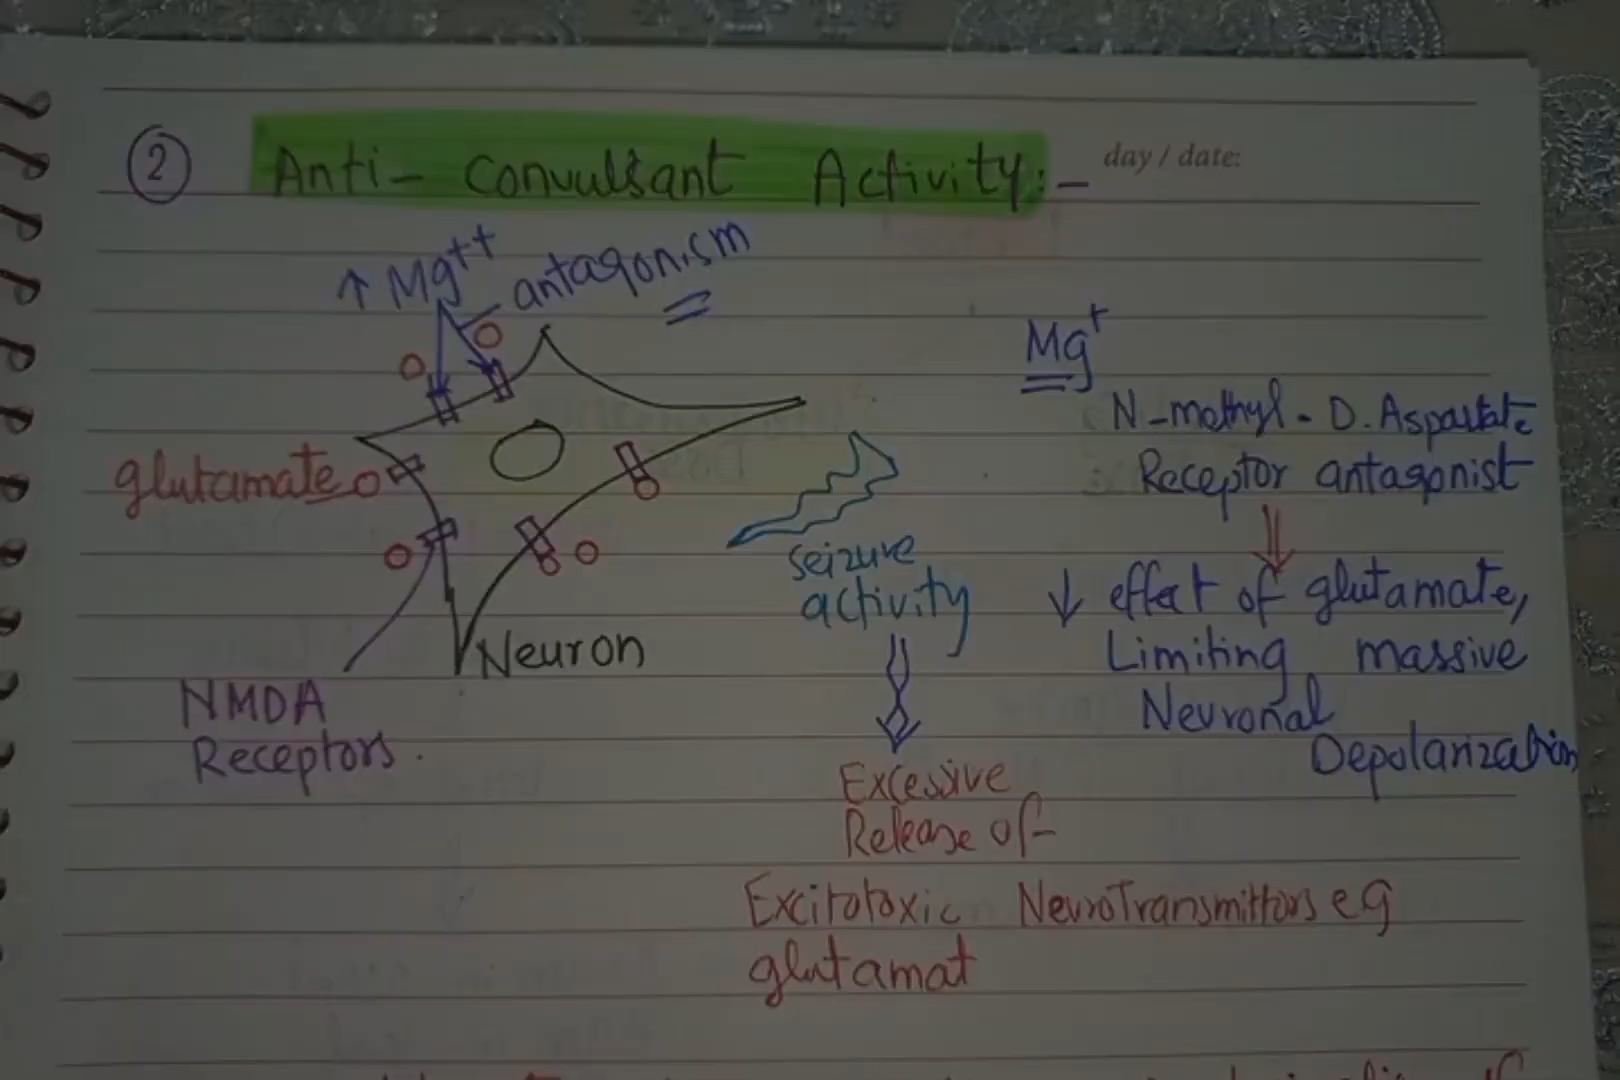 2 Anti- Convulsant Activity:-
day / date:
↑ Mg++ antagonism
glutamate
Neuron
NMDA
Receptors.
seizure
activity
Excessive
Release of
Excitotoxic NeuroTransmittors eg
glutamat
Mg+
N-methyl-D.Aspartate
Receptor antagonist
↓ effect of glutamate,
Limiting massive
Neuronal
Depolarization